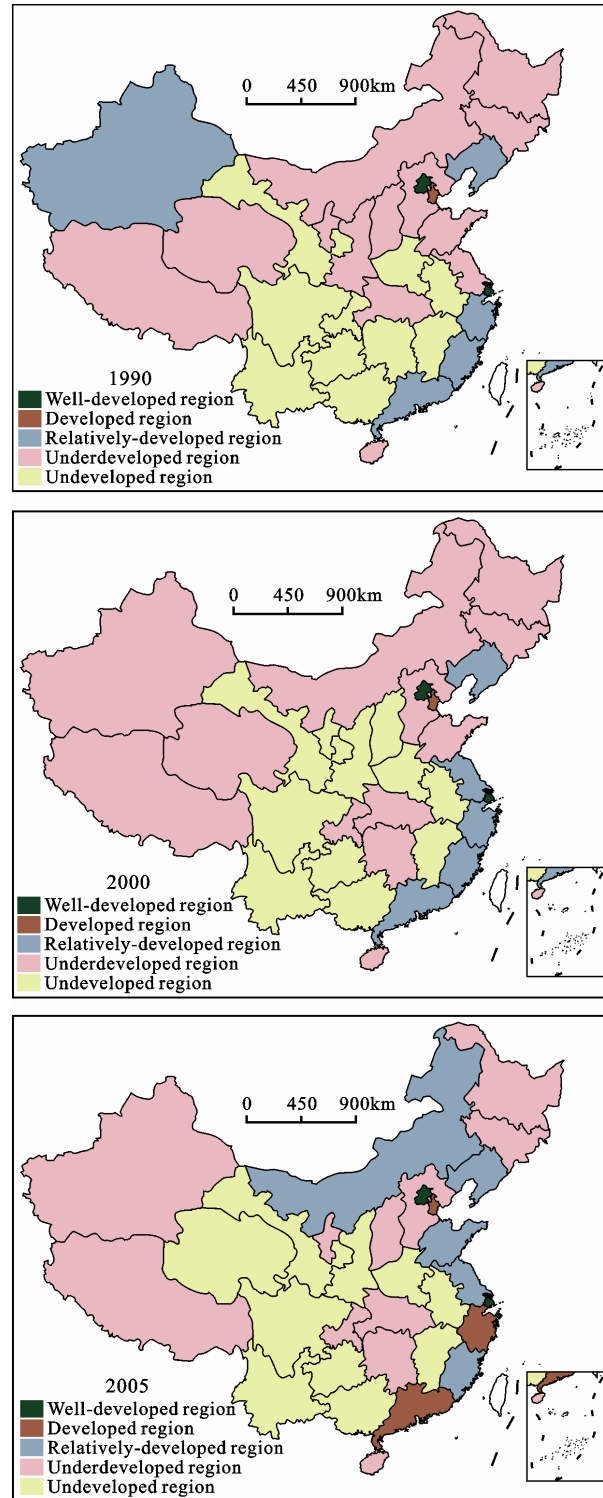 0 450 900km
1990
Well-developed region
Developed region
Relatively-developed region
Underdeveloped region
Undeveloped region
0 450 900km
2000
Well-developed region
Developed region
Relatively-developed region
Underdeveloped region
Undeveloped region
0 450 900km
2005
Well-developed region
Developed region
Relatively-developed region
Underdeveloped region
Undeveloped region